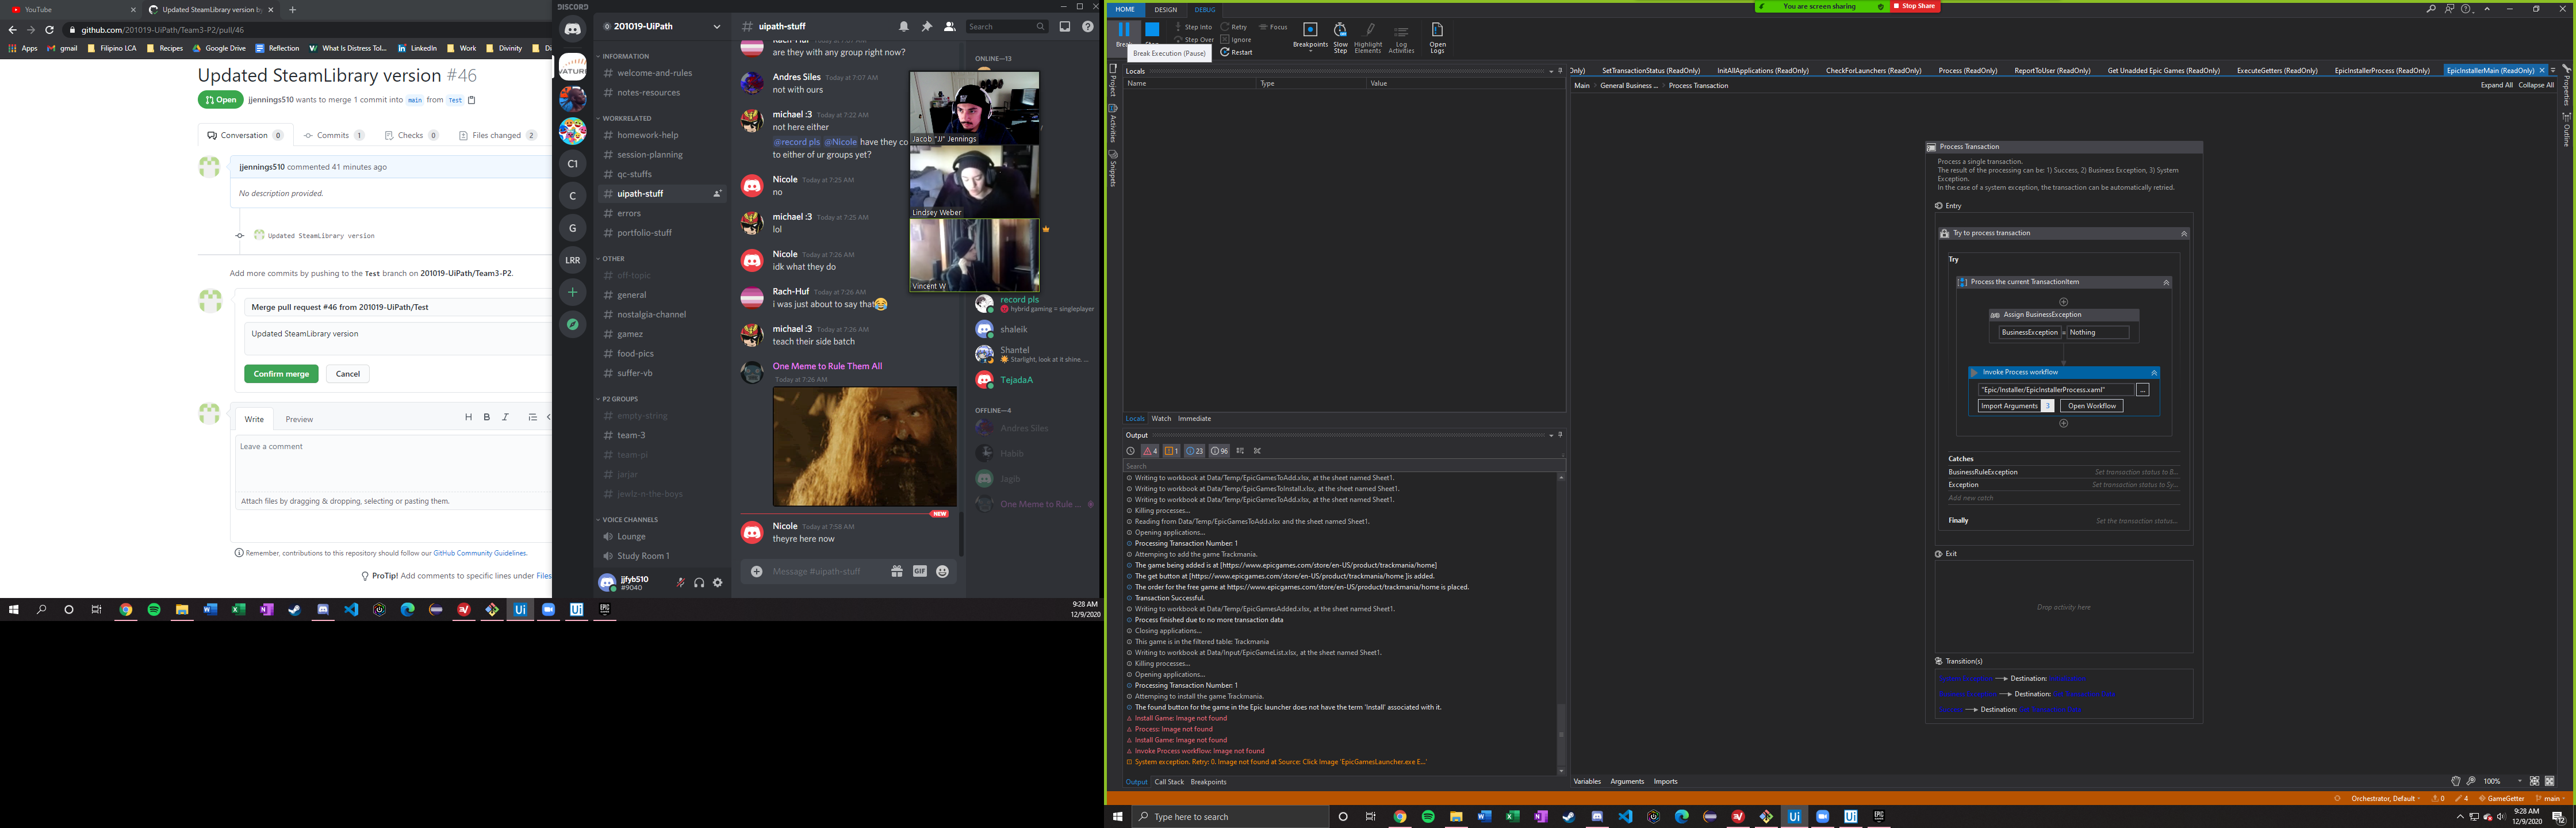 YouTube
Updated SteamLibrary version by
github.com/201019-UiPath/Team3-P2/pull/46
Apps
gmail
Filipino LCA
Recipes
Google Drive
Reflection
What Is Distress Tol...
LinkedIn
Work
Divinity
Updated SteamLibrary version #46
Open
jjennings510 wants to merge 1 commit into main from Test
Conversation 0
Commits 1
Checks 0
Files changed 2
jjennings510 commented 41 minutes ago
No description provided.
Updated SteamLibrary version
Add more commits by pushing to the Test branch on 201019-UiPath/Team3-P2.
Merge pull request #46 from 201019-UiPath/Test
Updated SteamLibrary version
Confirm merge
Cancel
Write
Preview
Leave a comment
Attach files by dragging & dropping, selecting or pasting them.
Remember, contributions to this repository should follow our GitHub Community Guidelines.
ProTip! Add comments to specific lines under Files
9:28 AM
12/9/2020
DISCORD
201019-UiPath
INFORMATION
welcome-and-rules
notes-resources
WORKRELATED
homework-help
session-planning
qc-stuffs
uipath-stuff
errors
portfolio-stuff
OTHER
off-topic
general
nostalgia-channel
gamez
food-pics
suffer-vb
P2 GROUPS
empty-string
team-3
team-pi
jarjar
jewlz-n-the-boys
VOICE CHANNELS
Lounge
Study Room 1
jjfyb510
#9040
C1
C
G
LRR
uipath-stuff
Search
are they with any group right now?
Andres Siles Today at 7:07 AM
not with ours
michael :3 Today at 7:22 AM
not here either
@record pls @Nicole have they co
to either of ur groups yet?
Nicole Today at 7:25 AM
no
michael :3 Today at 7:25 AM
lol
Nicole Today at 7:26 AM
idk what they do
Rach-Huf Today at 7:26 AM
i was just about to say that
michael :3 Today at 7:26 AM
teach their side batch
One Meme to Rule Them All
Today at 7:26 AM
NEW
Nicole Today at 7:58 AM
theyre here now
Message #uipath-stuff
GIF
Jacob "JJ" Jennings
Lindsey Weber
Vincent W
ONLINE—13
record pls
hybrid gaming = singleplayer
shaleik
Shantel
Starlight, look at it shine. ...
TejadaA
OFFLINE—4
Andres Siles
Habib
Jagib
One Meme to Rule ...
HOME
DESIGN
DEBUG
You are screen sharing
Stop Share
Break
Stop
Step Into
Step Over
Retry
Ignore
Restart
Focus
Breakpoints
Slow Step
Highlight Elements
Log Activities
Open Logs
Break Execution (Pause)
Project
Activities
Snippets
Locals
Name
Type
Value
Locals
Watch
Immediate
Output
4
1
23
96
Search
Writing to workbook at Data/Temp/EpicGamesToAdd.xlsx, at the sheet named Sheet1.
Writing to workbook at Data/Temp/EpicGamesToInstall.xlsx, at the sheet named Sheet1.
Writing to workbook at Data/Temp/EpicGamesToAdd.xlsx, at the sheet named Sheet1.
Killing processes...
Reading from Data/Temp/EpicGamesToAdd.xlsx and the sheet named Sheet1.
Opening applications...
Processing Transaction Number: 1
Attemping to add the game Trackmania.
The game being added is at [https://www.epicgames.com/store/en-US/product/trackmania/home]
The get button at [https://www.epicgames.com/store/en-US/product/trackmania/home ]is added.
The order for the free game at https://www.epicgames.com/store/en-US/product/trackmania/home is placed.
Transaction Successful.
Writing to workbook at Data/Temp/EpicGamesAdded.xlsx, at the sheet named Sheet1.
Process finished due to no more transaction data
Closing applications...
This game is in the filtered table: Trackmania
Writing to workbook at Data/Input/EpicGameList.xlsx, at the sheet named Sheet1.
Killing processes...
Opening applications...
Processing Transaction Number: 1
Attemping to install the game Trackmania.
The found button for the game in the Epic launcher does not have the term 'Install' associated with it.
Install Game: Image not found
Process: Image not found
Install Game: Image not found
Invoke Process workflow: Image not found
System exception. Retry: 0. Image not found at Source: Click Image 'EpicGamesLauncher.exe E...'
Output
Call Stack
Breakpoints
Only)
SetTransactionStatus (ReadOnly)
InitAllApplications (ReadOnly)
CheckForLaunchers (ReadOnly)
Process (ReadOnly)
ReportToUser (ReadOnly)
Get Unadded Epic Games (ReadOnly)
ExecuteGetters (ReadOnly)
EpicInstallerProcess (ReadOnly)
EpicInstallerMain (ReadOnly)
Main
General Business ...
Process Transaction
Expand All
Collapse All
Properties
Outline
Process Transaction
Process a single transaction.
The result of the processing can be: 1) Success, 2) Business Exception, 3) System
Exception.
In the case of a system exception, the transaction can be automatically retried.
Entry
Try to process transaction
Try
Process the current TransactionItem
Assign BusinessException
BusinessException = Nothing
Invoke Process workflow
"Epic/Installer/EpicInstallerProcess.xaml"
...
Import Arguments 3
Open Workflow
Catches
BusinessRuleException
Set transaction status to B...
Exception
Set transaction status to Sy...
Add new catch
Finally
Set the transaction status...
Exit
Drop activity here
Transition(s)
Destination:
Destination:
Destination:
Variables
Arguments
Imports
100%
Orchestrator, Default
0
4
GameGetter
main
Type here to search
9:28 AM
12/9/2020